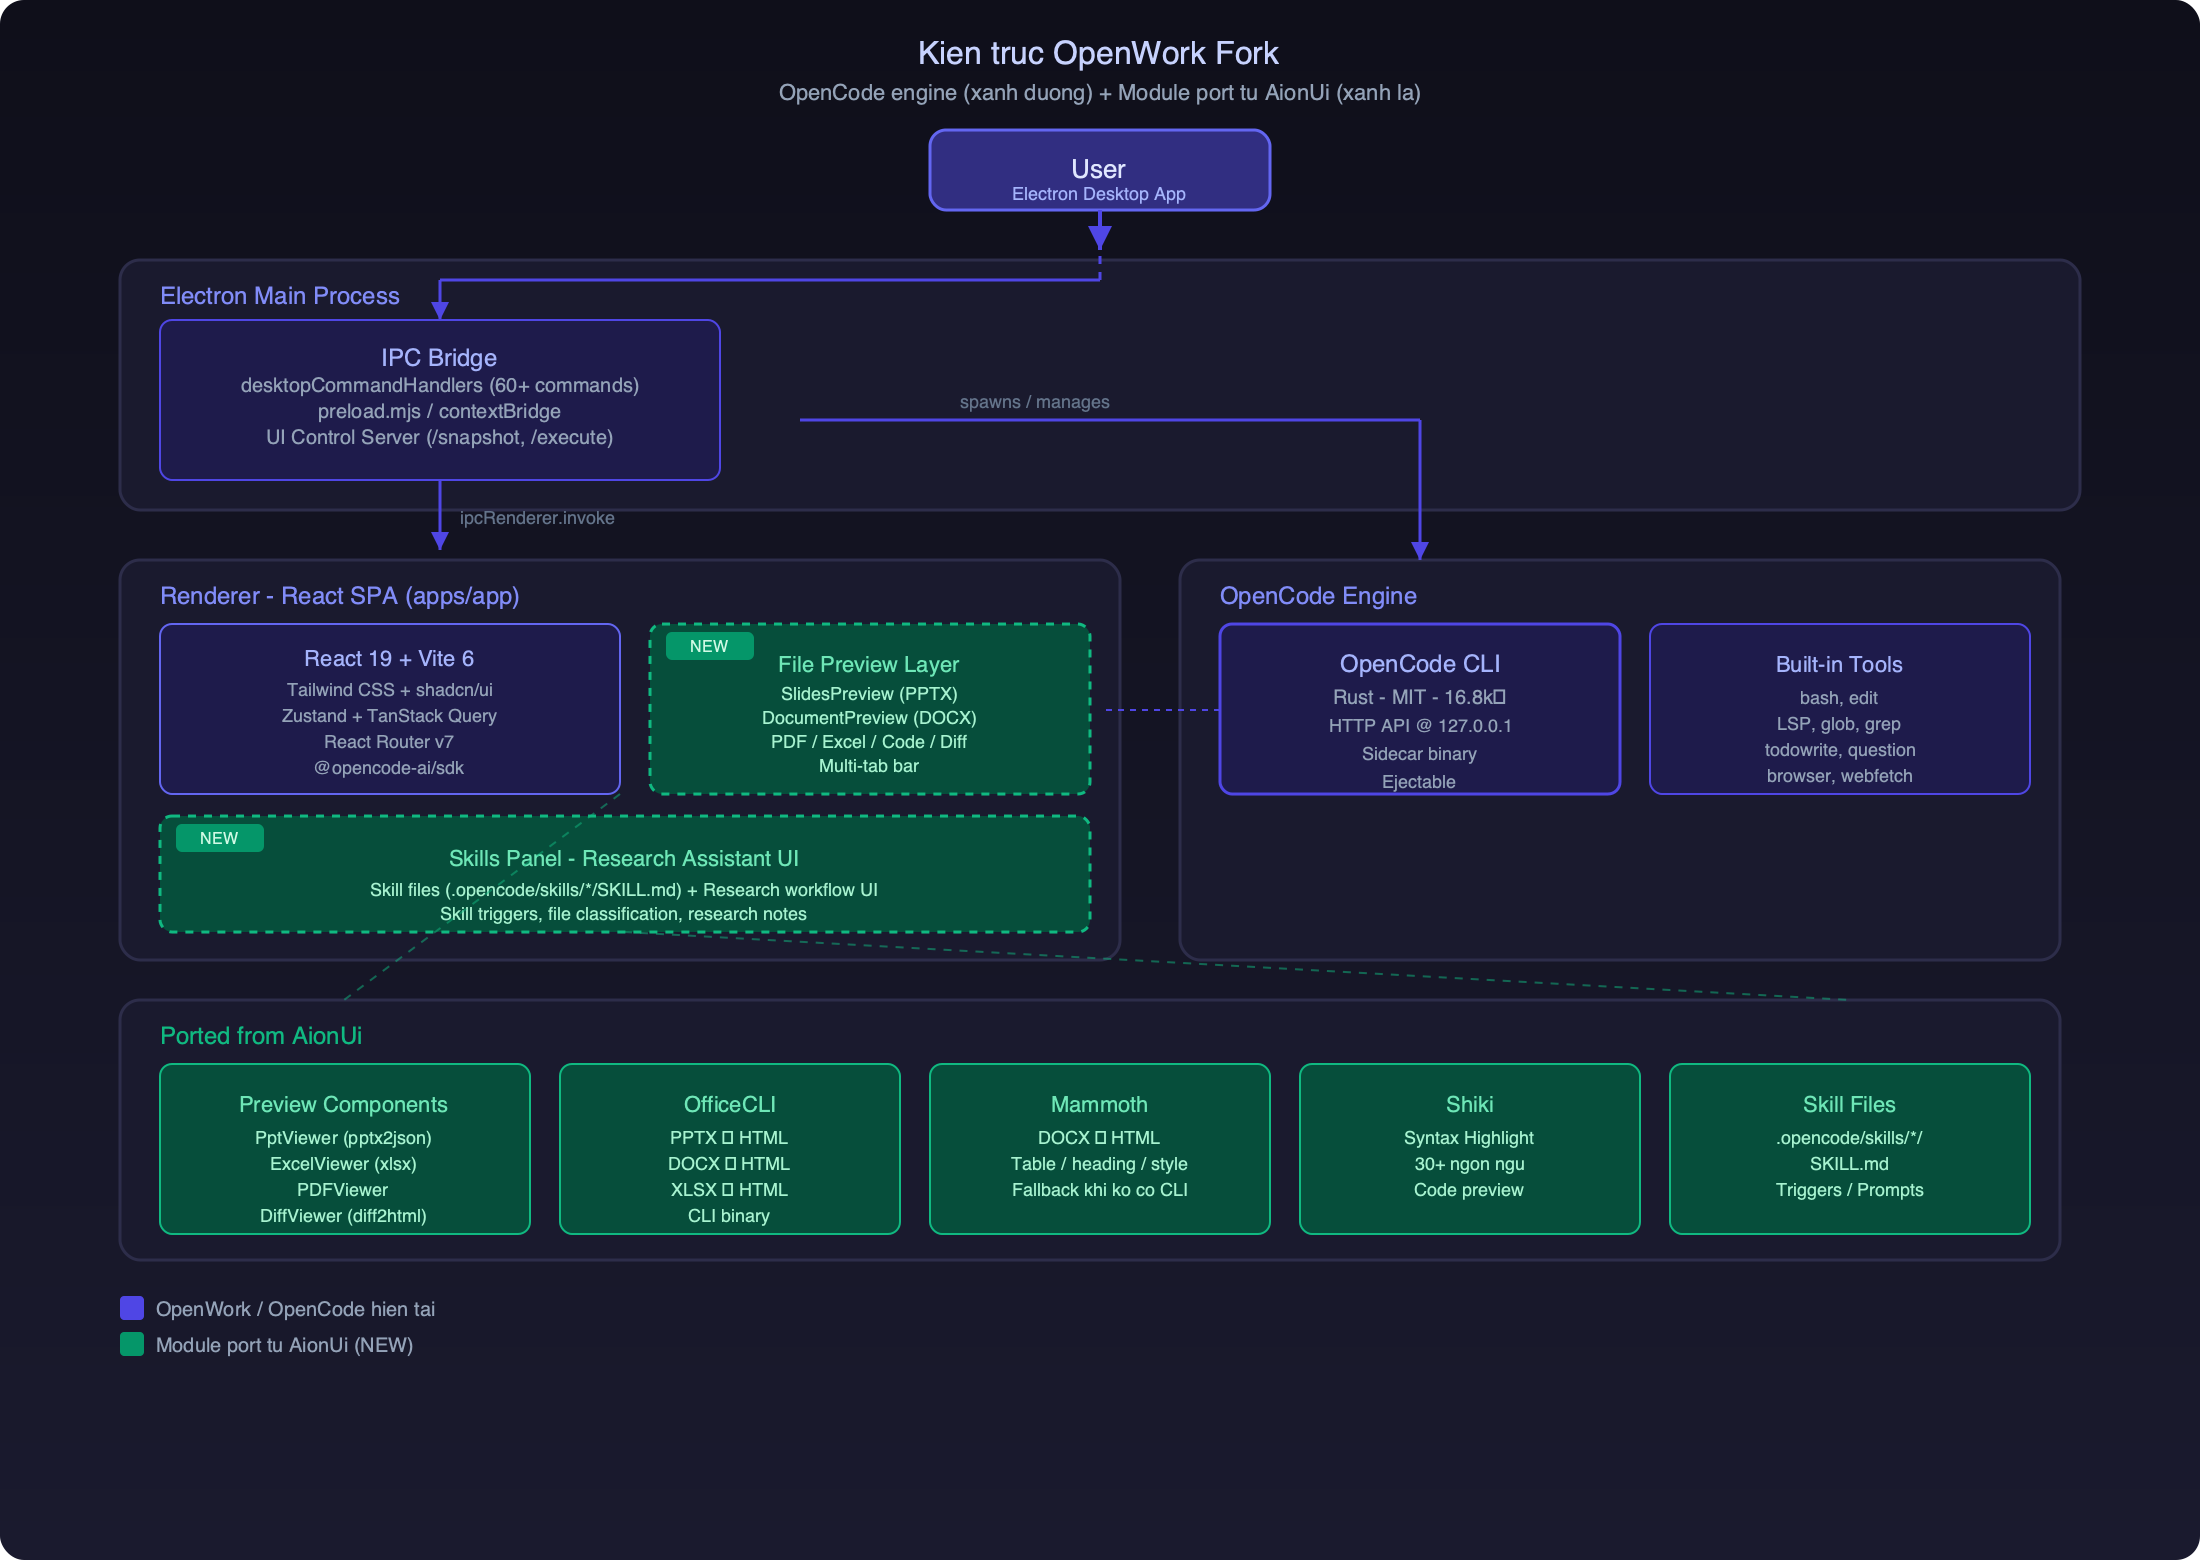 Kien truc OpenWork Fork
OpenCode engine (xanh duong) + Module port tu AionUi (xanh la)
User
Electron Desktop App
Electron Main Process
IPC Bridge
desktopCommandHandlers (60+ commands)
preload.mjs / contextBridge
UI Control Server (/snapshot, /execute)
spawns / manages
ipcRenderer.invoke
Renderer - React SPA (apps/app)
React 19 + Vite 6
Tailwind CSS + shadcn/ui
Zustand + TanStack Query
React Router v7
@opencode-ai/sdk
NEW
File Preview Layer
SlidesPreview (PPTX)
DocumentPreview (DOCX)
PDF / Excel / Code / Diff
Multi-tab bar
NEW
Skills Panel - Research Assistant UI
Skill files (.opencode/skills/*/SKILL.md) + Research workflow UI
Skill triggers, file classification, research notes
OpenCode Engine
OpenCode CLI
Rust - MIT - 16.8k□
HTTP API @ 127.0.0.1
Sidecar binary
Ejectable
Built-in Tools
bash, edit
LSP, glob, grep
todowrite, question
browser, webfetch
Ported from AionUi
Preview Components
PptViewer (pptx2json)
ExcelViewer (xlsx)
PDFViewer
DiffViewer (diff2html)
OfficeCLI
PPTX □ HTML
DOCX □ HTML
XLSX □ HTML
CLI binary
Mammoth
DOCX □ HTML
Table / heading / style
Fallback khi ko co CLI
Shiki
Syntax Highlight
30+ ngon ngu
Code preview
Skill Files
.opencode/skills/*/
SKILL.md
Triggers / Prompts
OpenWork / OpenCode hien tai
Module port tu AionUi (NEW)